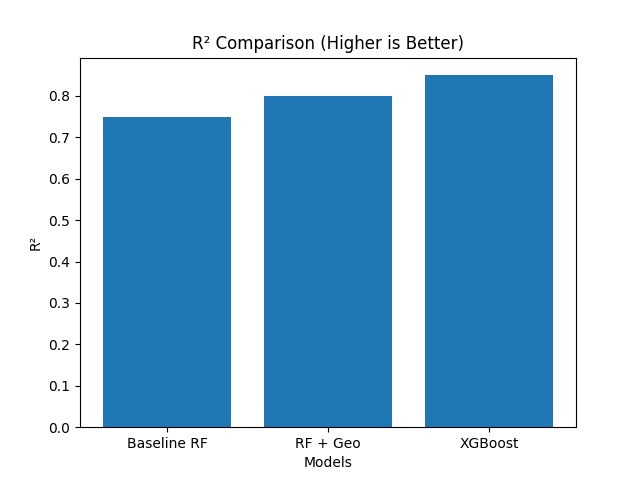 R² Comparison (Higher is Better)
0.8
0.7
0.6
0.5
0.4
0.3
0.2
0.1
0.0
R²
Baseline RF
RF + Geo
XGBoost
Models